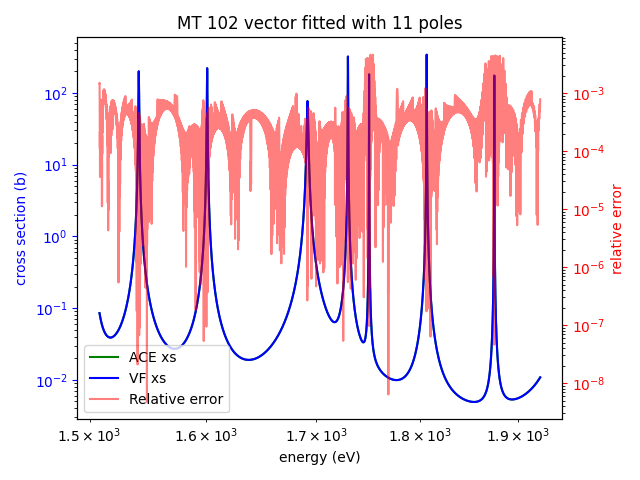 MT 102 vector fitted with 11 poles
cross section (b)
10²
10¹
10⁰
10⁻¹
10⁻²
10⁻³
10⁻⁴
10⁻⁵
10⁻⁶
10⁻⁷
10⁻⁸
relative error
ACE xs
VF xs
Relative error
1.5 × 10³ 1.6 × 10³ 1.7 × 10³ 1.8 × 10³ 1.9 × 10³
energy (eV)